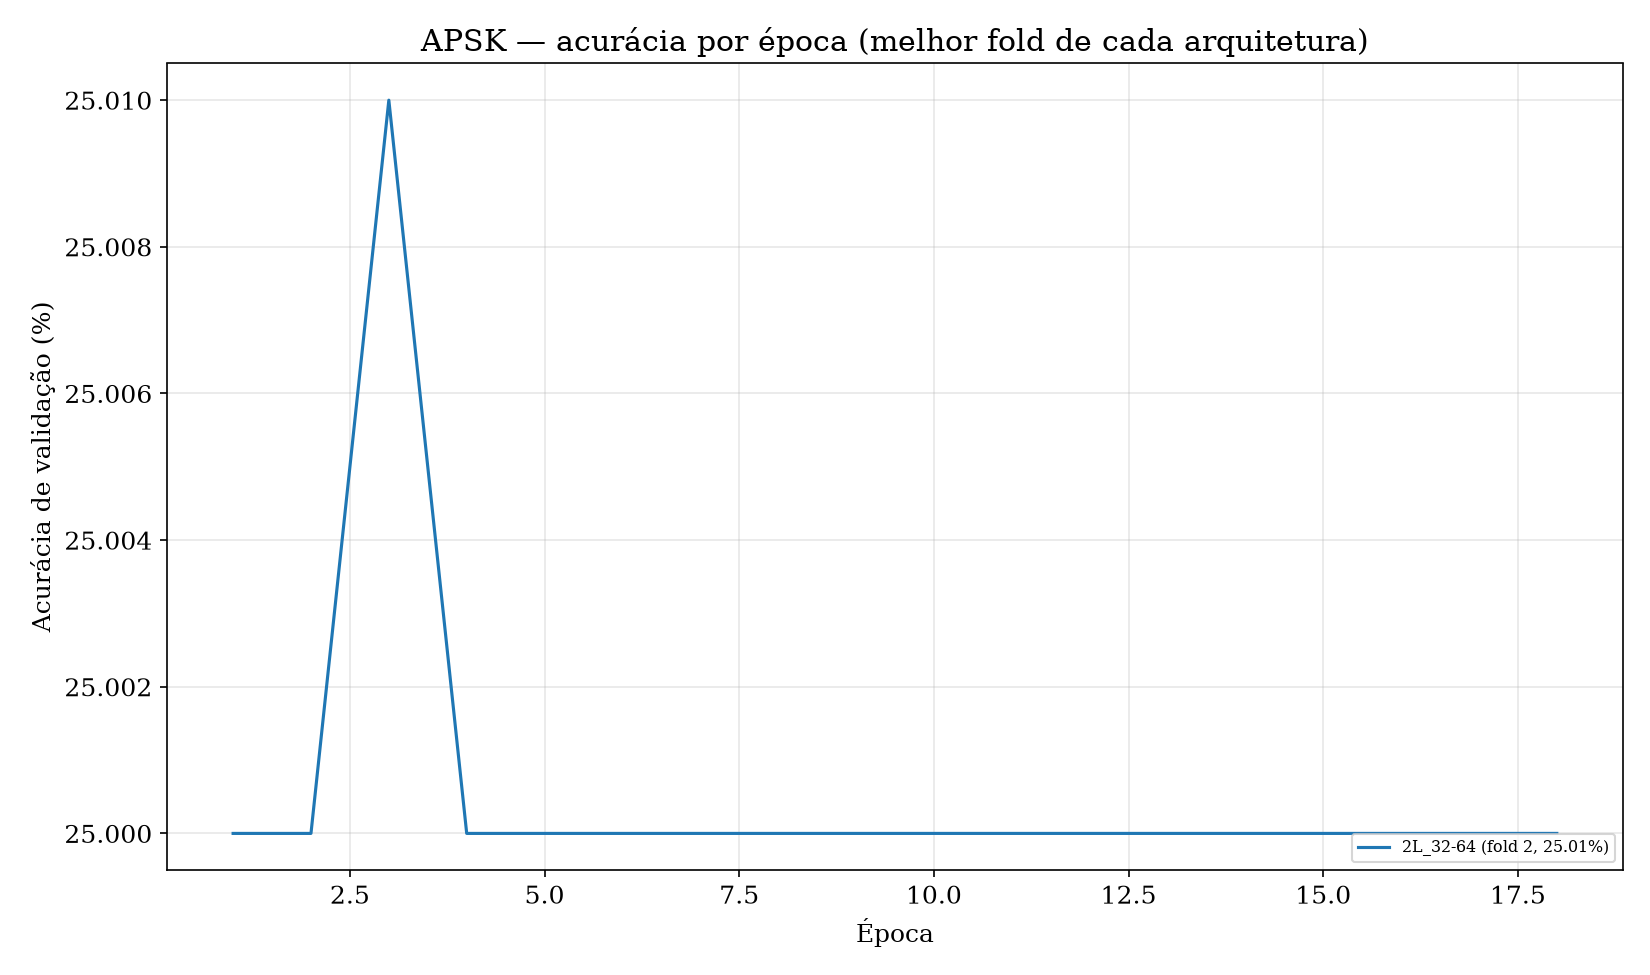 APSK — acurácia por época (melhor fold de cada arquitetura)
Acurácia de validação (%)
25.010
25.008
25.006
25.004
25.002
25.000
2L_32-64 (fold 2, 25.01%)
2.5 5.0 7.5 10.0 12.5 15.0 17.5
Época